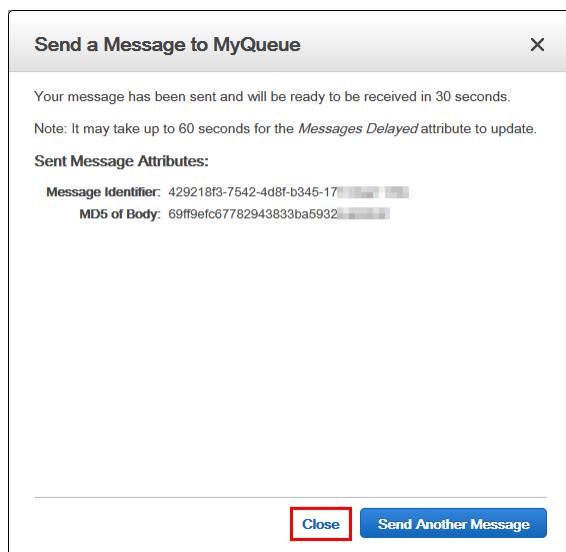 Send a Message to MyQueue
Your message has been sent and will be ready to be received in 30 seconds.
Note: It may take up to 60 seconds for the Messages Delayed attribute to update.
Sent Message Attributes:
Message Identifier: 429218f3-7542-4d8f-b345-17
MD5 of Body: 69ff9efc67782943833ba5932
Close Send Another Message